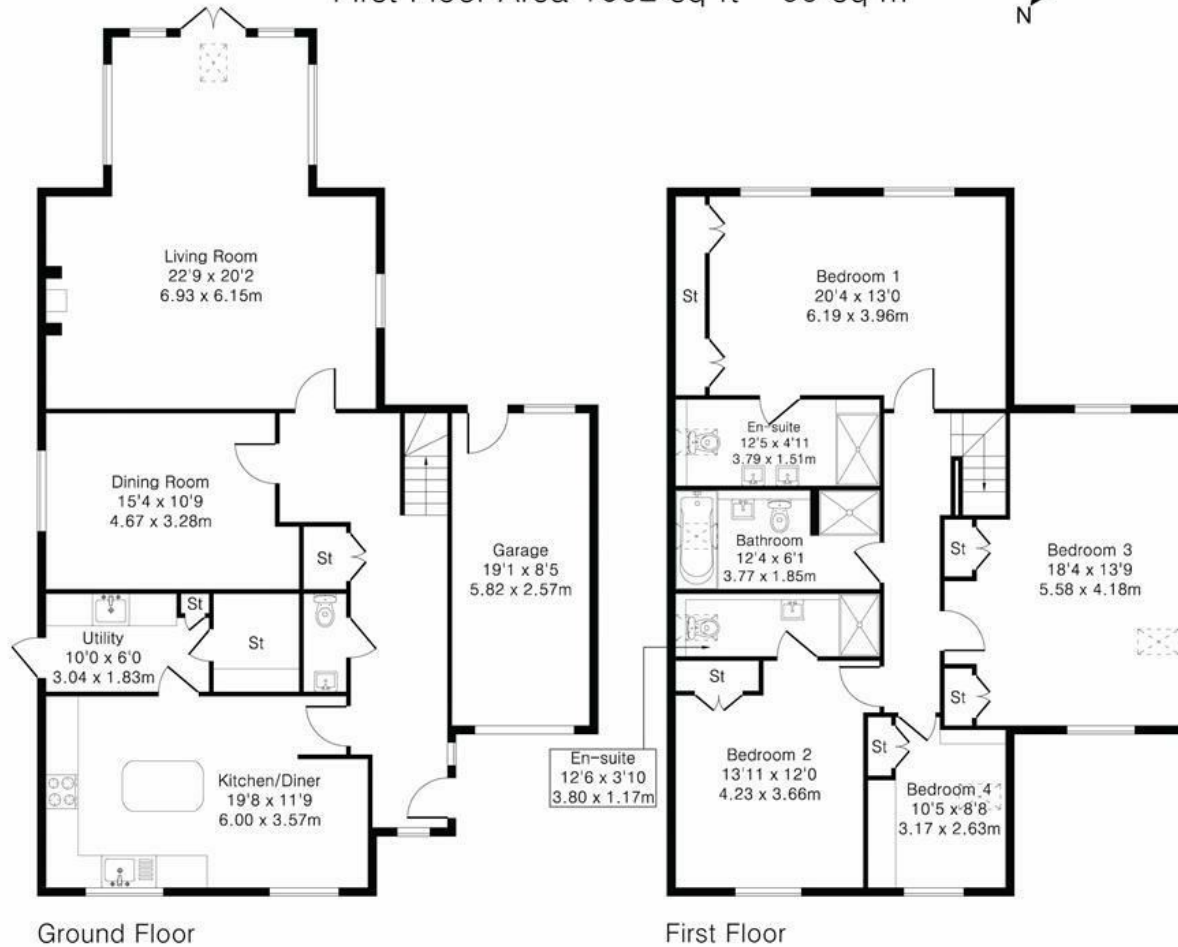 First Floor Area sq ft – sq m
N
Living Room
22'9 x 20'2
6.93 x 6.15m
Dining Room
15'4 x 10'9
4.67 x 3.28m
St
Garage
19'1 x 8'5
5.82 x 2.57m
St
Utility
10'0 x 6'0
3.04 x 1.83m
St
Kitchen/Diner
19'8 x 11'9
6.00 x 3.57m
Ground Floor
Bedroom 1
20'4 x 13'0
6.19 x 3.96m
St
En-suite
12'5 x 4'11
3.79 x 1.51m
Bathroom
12'4 x 6'1
3.77 x 1.85m
St
Bedroom 3
18'4 x 13'9
5.58 x 4.18m
St
St
En-suite
12'6 x 3'10
3.80 x 1.17m
Bedroom 2
13'11 x 12'0
4.23 x 3.66m
St
Bedroom 4
10'5 x 8'8
3.17 x 2.63m
First Floor